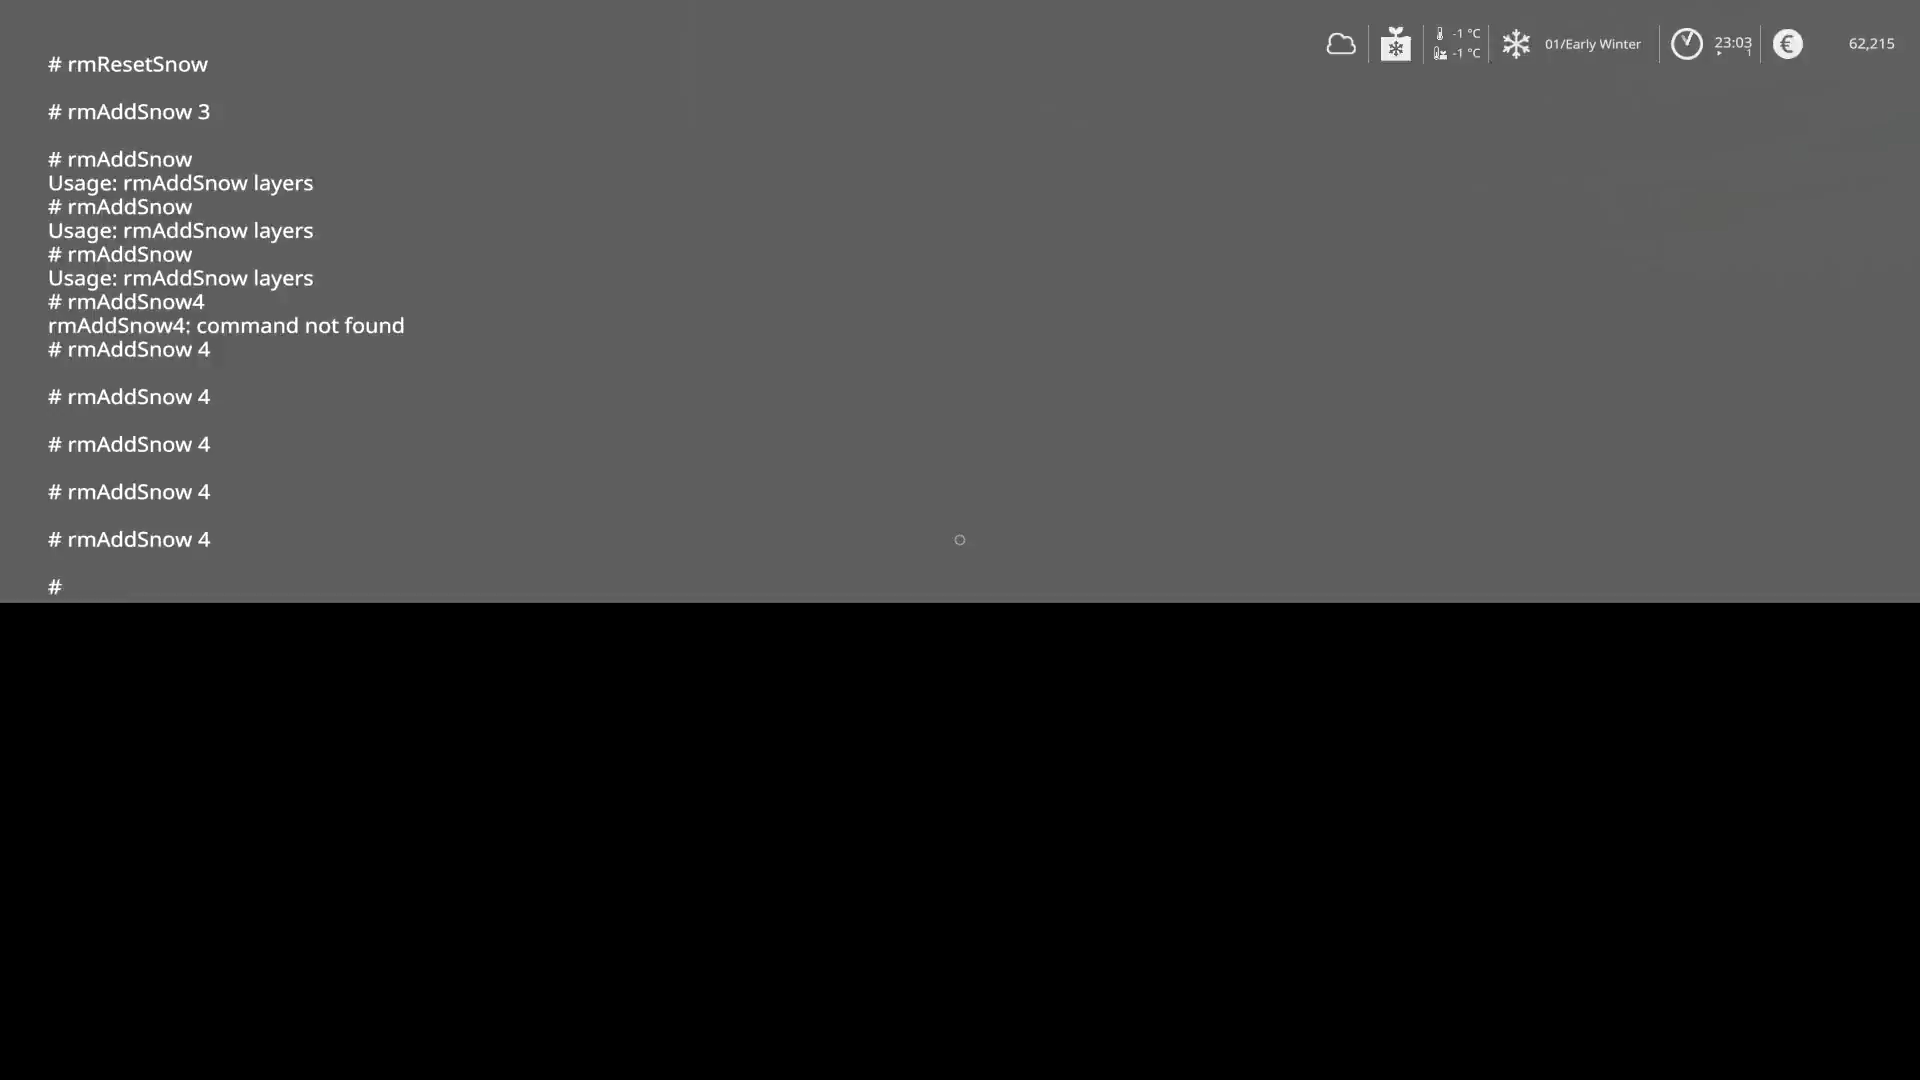 # rmResetSnow
# rmAddSnow 3
# rmAddSnow
Usage: rmAddSnow layers
# rmAddSnow
Usage: rmAddSnow layers
# rmAddSnow
Usage: rmAddSnow layers
# rmAddSnow4
rmAddSnow4: command not found
# rmAddSnow 4
# rmAddSnow 4
# rmAddSnow 4
# rmAddSnow 4
# rmAddSnow 4
#
-1 °C
-1 °C
01/Early Winter
23:03
1
€
62,215